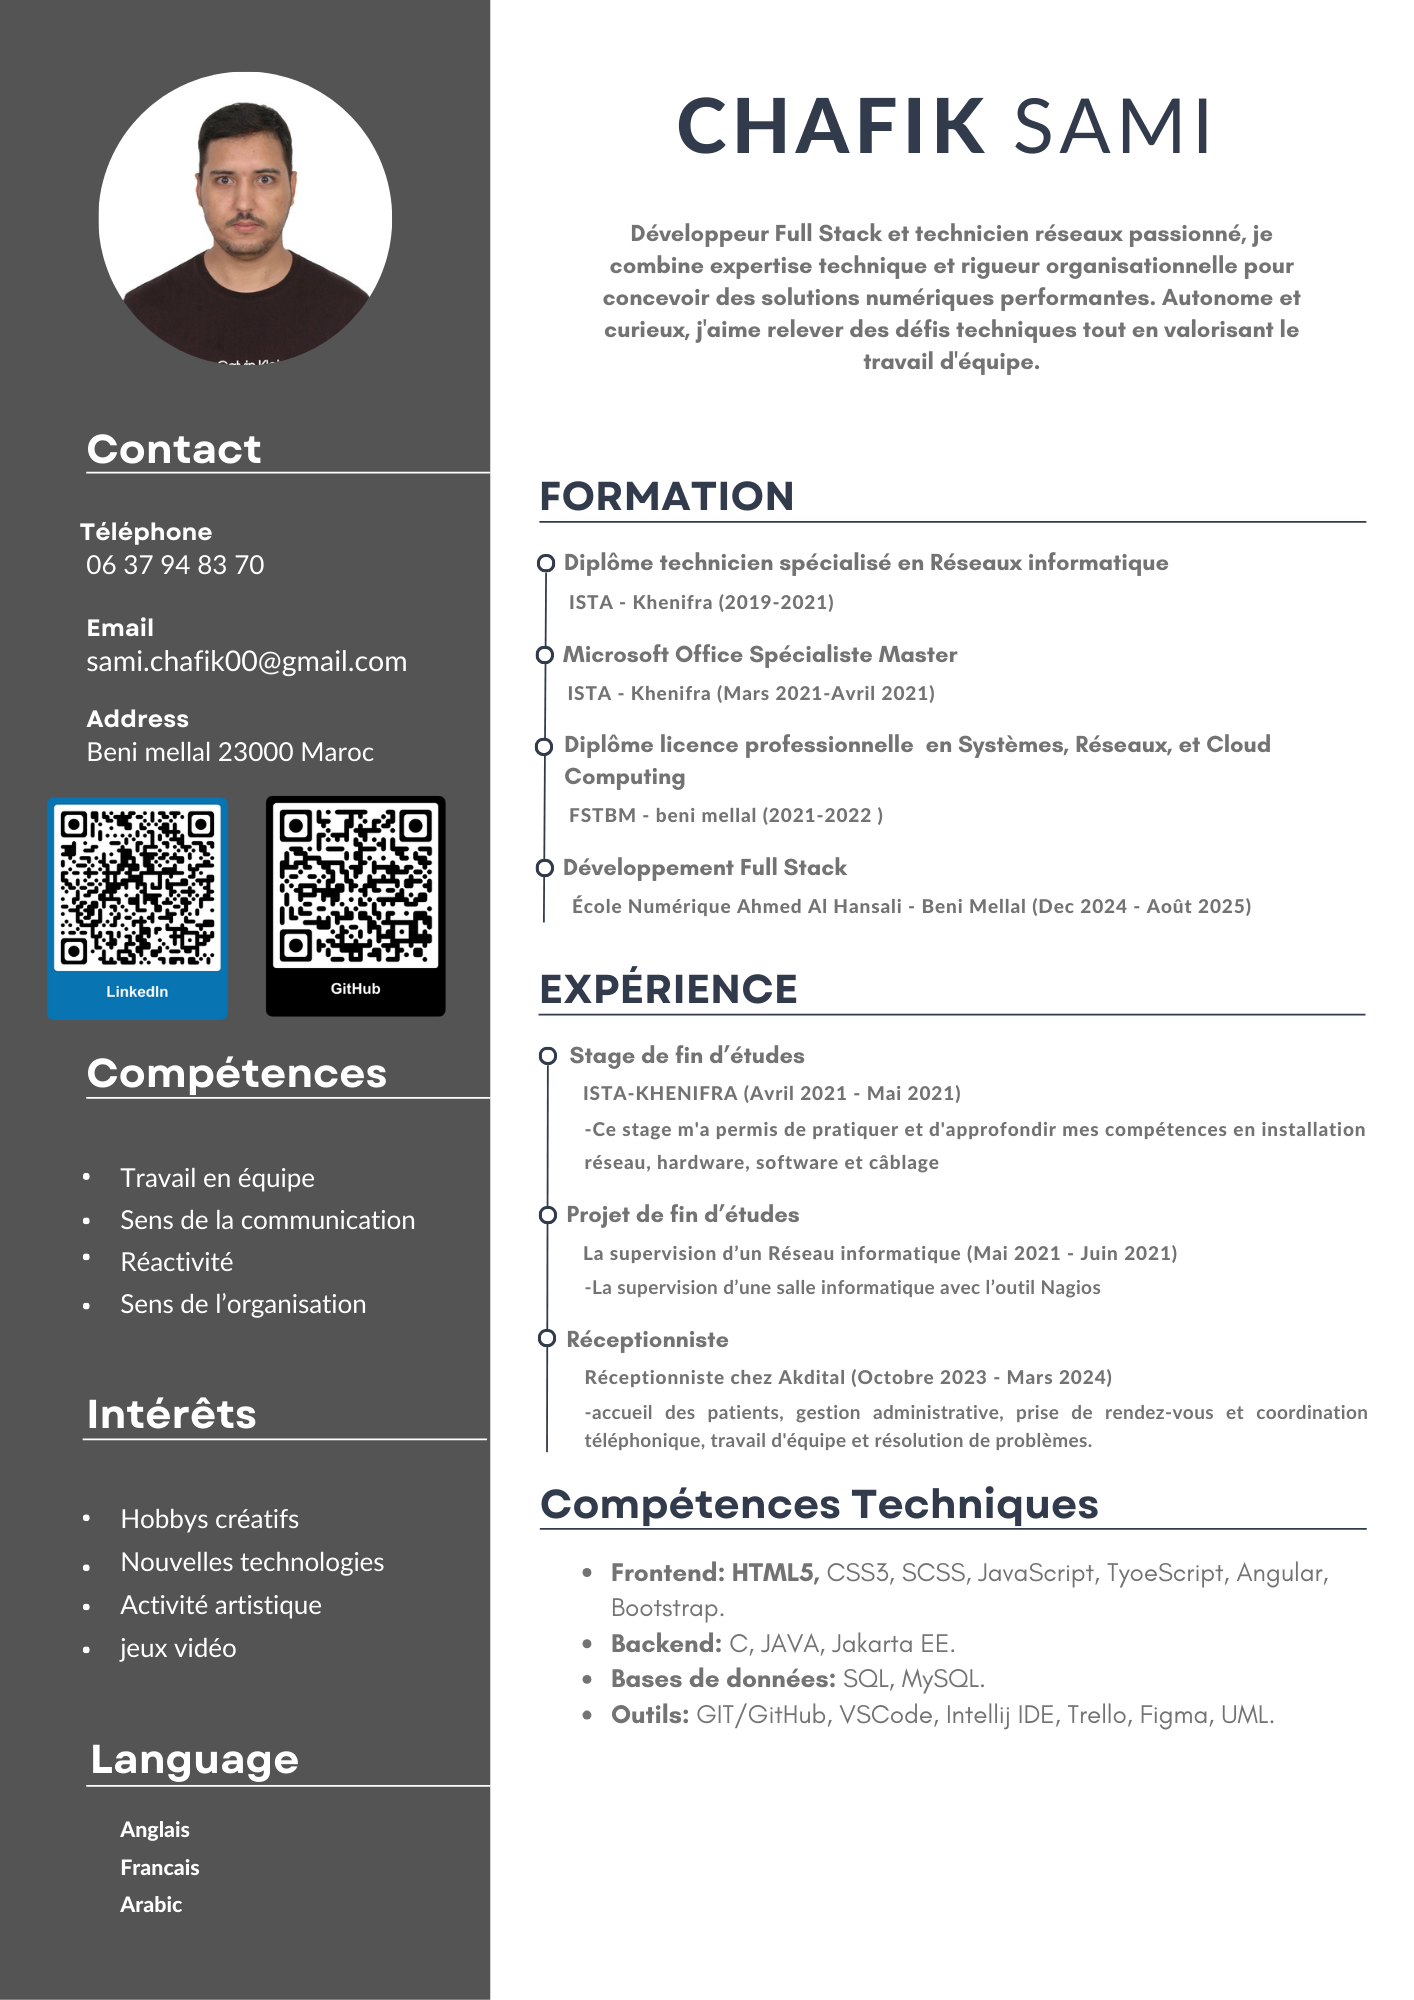 CHAFIK SAMI
Développeur Full Stack et technicien réseaux passionné, je
combine expertise technique et rigueur organisationnelle pour
concevoir des solutions numériques performantes. Autonome et
curieux, j'aime relever des défis techniques tout en valorisant le
travail d'équipe.
Contact
Téléphone
06 37 94 83 70
Email
sami.chafik00@gmail.com
Address
Beni mellal 23000 Maroc
LinkedIn
GitHub
Compétences
• Travail en équipe
• Sens de la communication
• Réactivité
• Sens de l’organisation
Intérêts
• Hobbys créatifs
• Nouvelles technologies
• Activité artistique
• jeux vidéo
Language
Anglais
Francais
Arabic
FORMATION
Diplôme technicien spécialisé en Réseaux informatique
ISTA - Khenifra (2019-2021)
Microsoft Office Spécialiste Master
ISTA - Khenifra (Mars 2021-Avril 2021)
Diplôme licence professionnelle  en Systèmes, Réseaux, et Cloud
Computing
FSTBM - beni mellal (2021-2022 )
Développement Full Stack
École Numérique Ahmed Al Hansali - Beni Mellal (Dec 2024 - Août 2025)
EXPÉRIENCE
Stage de fin d’études
ISTA-KHENIFRA (Avril 2021 - Mai 2021)
-Ce stage m'a permis de pratiquer et d'approfondir mes compétences en installation
réseau, hardware, software et câblage
Projet de fin d’études
La supervision d’un Réseau informatique (Mai 2021 - Juin 2021)
-La supervision d’une salle informatique avec l’outil Nagios
Réceptionniste
Réceptionniste chez Akdital (Octobre 2023 - Mars 2024)
-accueil des patients, gestion administrative, prise de rendez-vous et coordination
téléphonique, travail d'équipe et résolution de problèmes.
Compétences Techniques
• Frontend: HTML5, CSS3, SCSS, JavaScript, TyoeScript, Angular,
Bootstrap.
• Backend: C, JAVA, Jakarta EE.
• Bases de données: SQL, MySQL.
• Outils: GIT/GitHub, VSCode, Intellij IDE, Trello, Figma, UML.